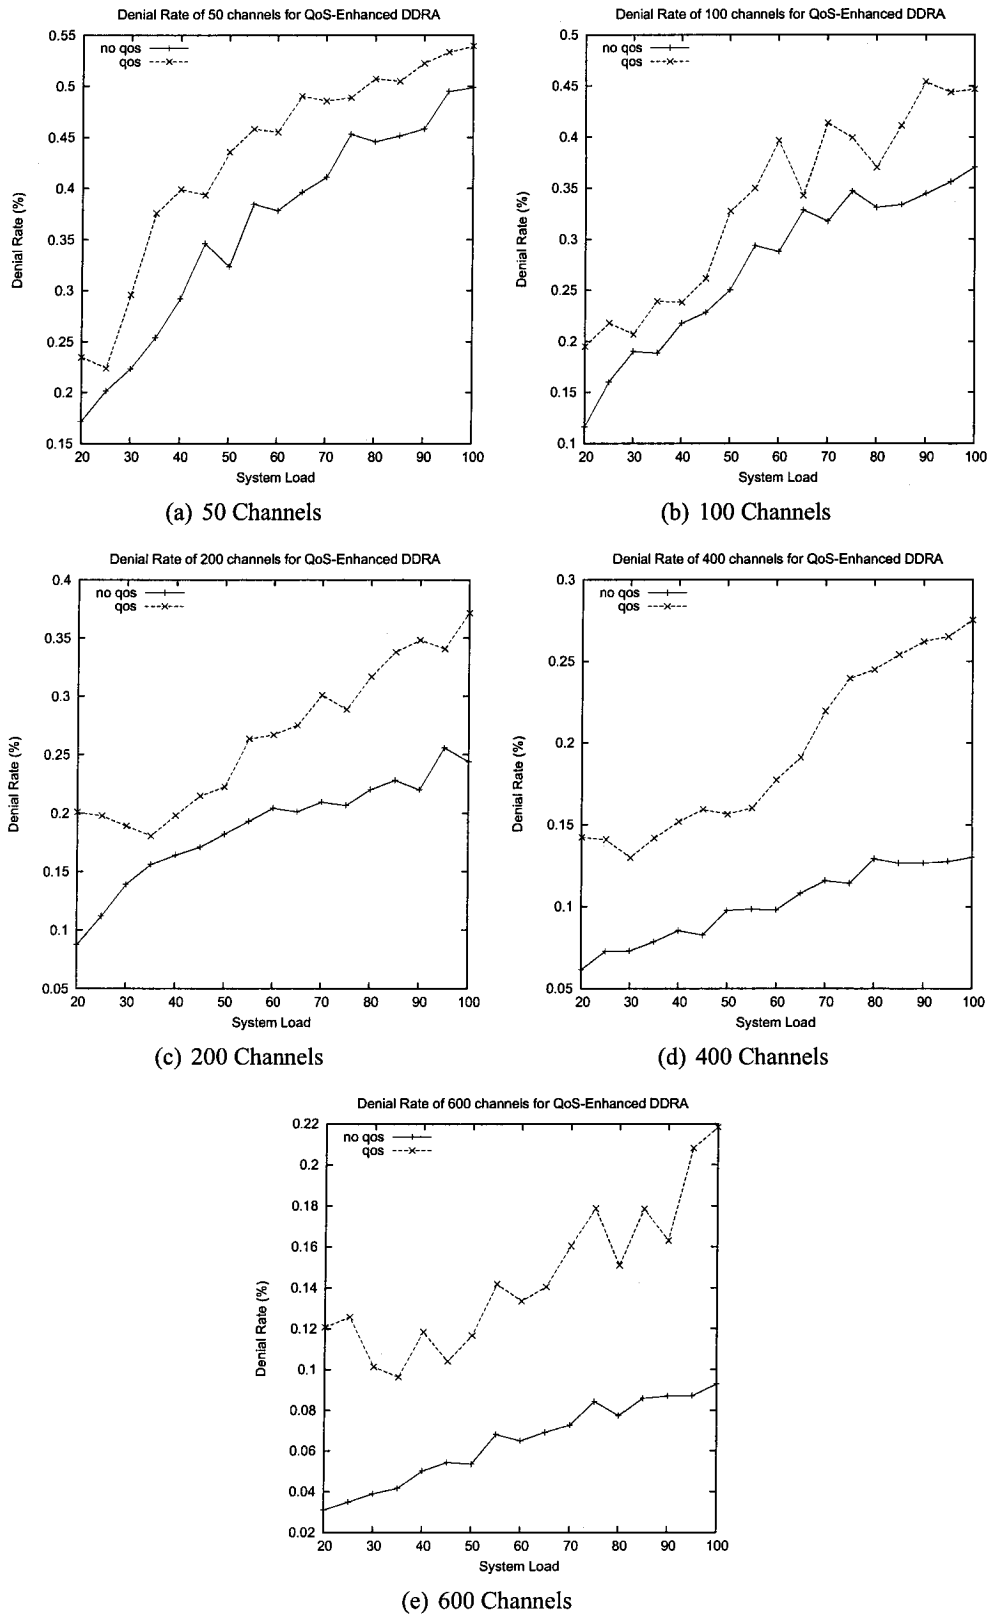 Denial Rate of 50 channels for QoS-Enhanced DDRA
0.55
no qos
qos
0.5
0.45
0.4
0.35
0.3
0.25
0.2
0.15
Denial Rate (%)
20 30 40 50 60 70 80 90 100
System Load
(a) 50 Channels
Denial Rate of 100 channels for QoS-Enhanced DDRA
0.5
no qos
qos
0.45
0.4
0.35
0.3
0.25
0.2
0.15
0.1
Denial Rate (%)
20 30 40 50 60 70 80 90 100
System Load
(b) 100 Channels
Denial Rate of 200 channels for QoS-Enhanced DDRA
0.4
no qos
qos
0.35
0.3
0.25
0.2
0.15
0.1
0.05
Denial Rate (%)
20 30 40 50 60 70 80 90 100
System Load
(c) 200 Channels
Denial Rate of 400 channels for QoS-Enhanced DDRA
0.3
no qos
qos
0.25
0.2
0.15
0.1
0.05
Denial Rate (%)
20 30 40 50 60 70 80 90 100
System Load
(d) 400 Channels
Denial Rate of 600 channels for QoS-Enhanced DDRA
0.22
no qos
qos
0.2
0.18
0.16
0.14
0.12
0.1
0.08
0.06
0.04
0.02
Denial Rate (%)
20 30 40 50 60 70 80 90 100
System Load
(e) 600 Channels